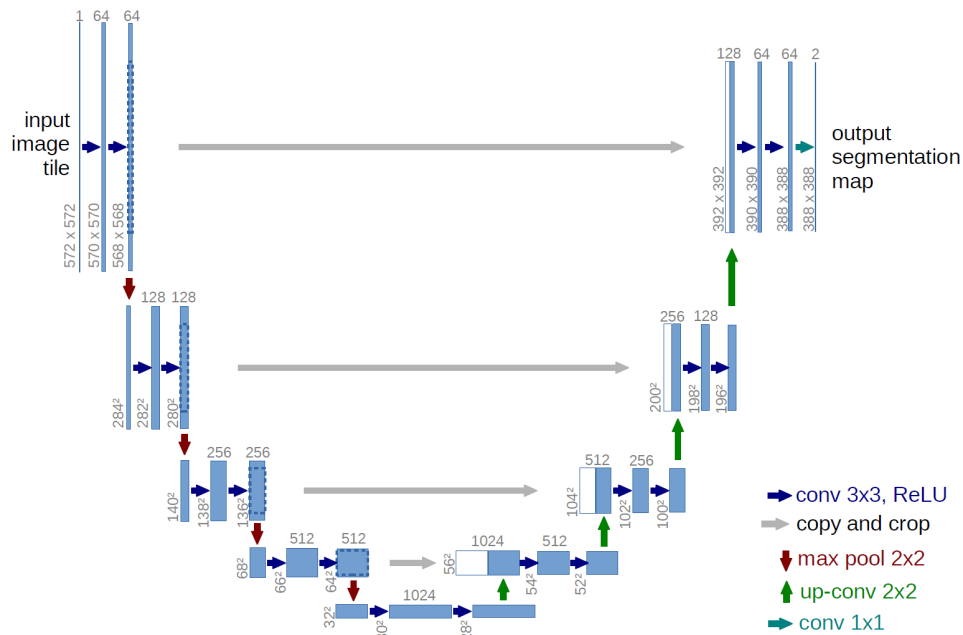 1 64 64
128 64 64 2
input
image
tile
output
segmentation
map
572 x 572
570 x 570
568 x 568
392 x 392
390 x 390
388 x 388
388 x 388
128 128
256 128
284²
282²
280²
200²
198²
196²
256 256
512 256
140²
138²
136²
104²
102²
100²
512 512
1024 512
68²
66²
64²
56²
54²
52²
1024
32²
conv 3x3, ReLU
copy and crop
max pool 2x2
up-conv 2x2
conv 1x1